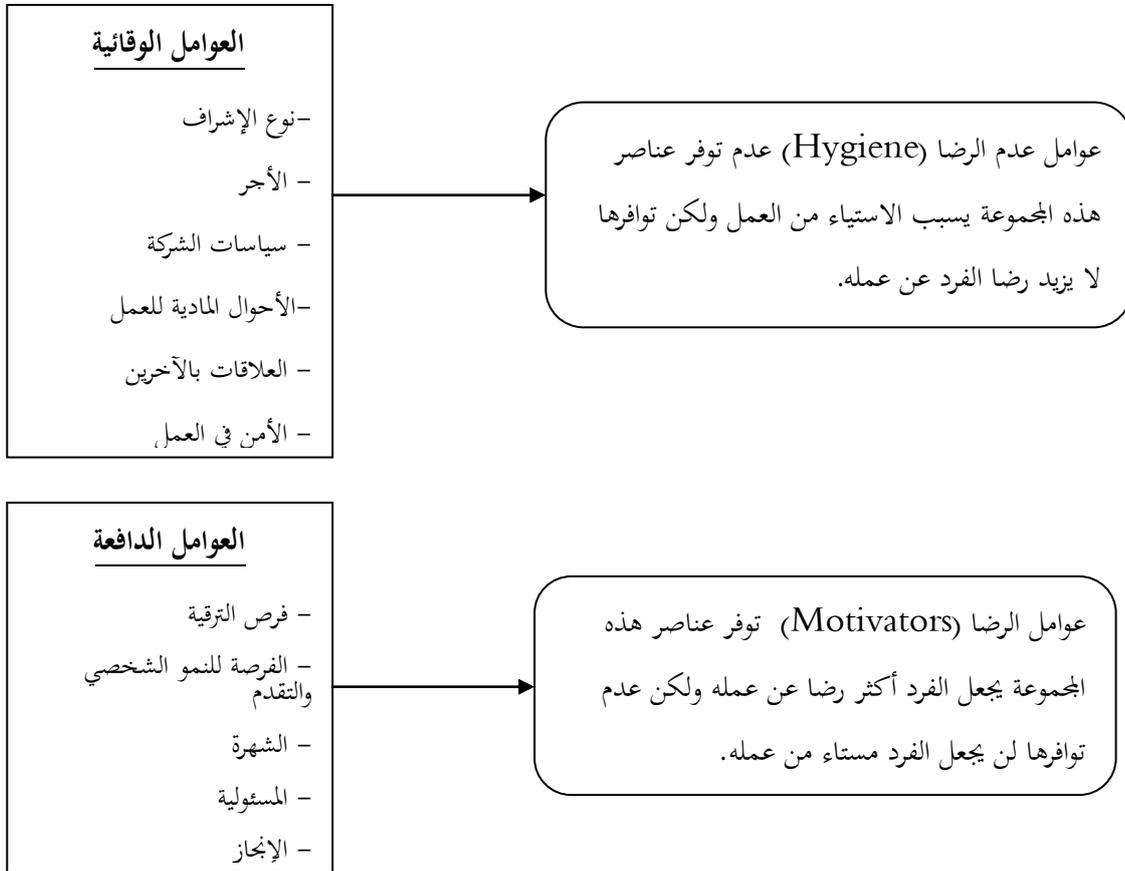 العوامل الوقائية
-نوع الإشراف
- الأجر
- سياسات الشركة
-الأحوال المادية للعمل
- العلاقات بالآخرين
- الأمن في العمل
عوامل عدم الرضا (Hygiene) عدم توفر عناصر
هذه المجموعة يسبب الاستياء من العمل ولكن توافرها
لا يزيد رضا الفرد عن عمله.
العوامل الدافعة
- فرص الترقية
- الفرصة للنمو الشخصي
والتقدم
- الشهرة
- المسئولية
- الإنجاز
عوامل الرضا (Motivators) توفر عناصر هذه
المجموعة يجعل الفرد أكثر رضا عن عمله ولكن عدم
توافرها لن يجعل الفرد مستاء من عمله.